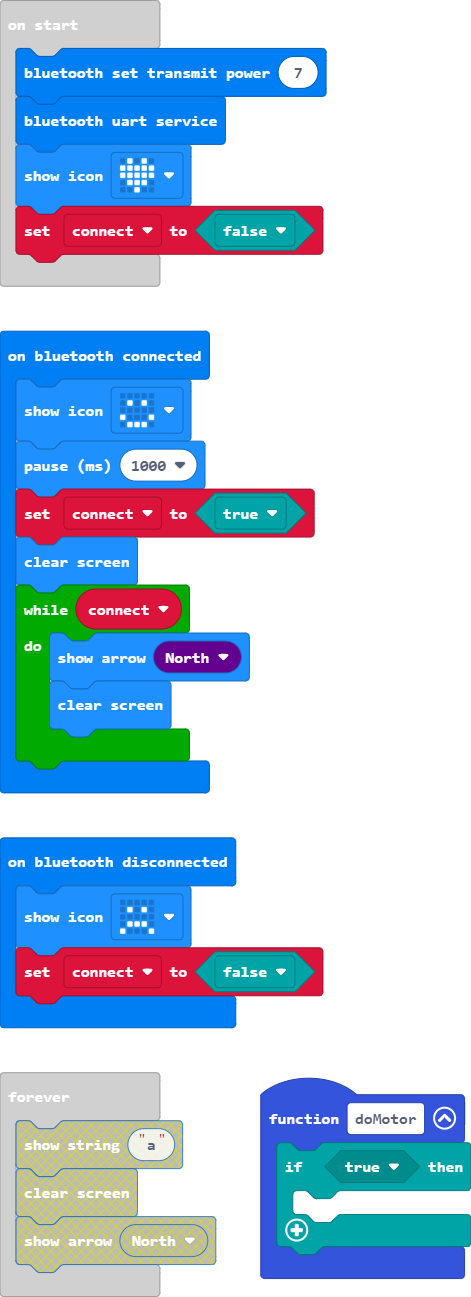 on start
bluetooth set transmit power 7
bluetooth uart service
show icon
set connect to false
on bluetooth connected
show icon
pause (ms) 1000
set connect to true
clear screen
while connect
do
show arrow North
clear screen
on bluetooth disconnected
show icon
set connect to false
forever
show string "a"
clear screen
show arrow North
function doMotor
if true then